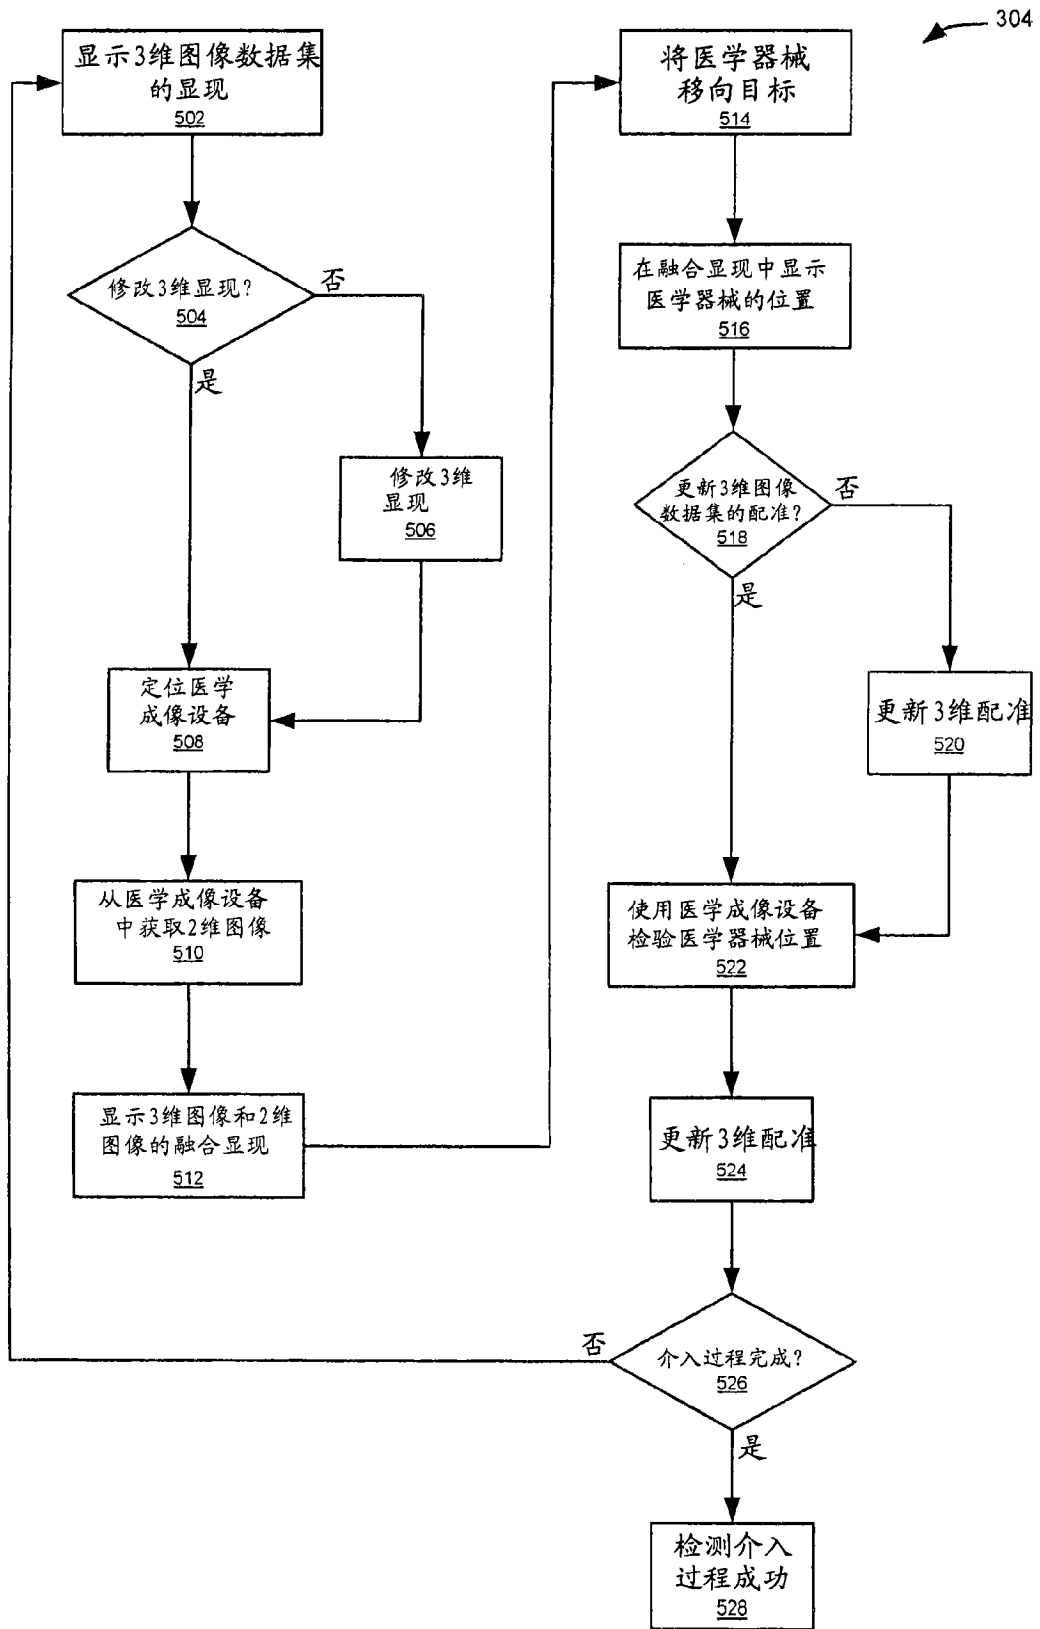 304
显示3维图像数据集
的显现
502
修改3维显现?
504
否
是
修改3维
显现
506
定位医学
成像设备
508
从医学成像设备
中获取2维图像
510
显示3维图像和2维
图像的融合显现
512
将医学器械
移向目标
514
在融合显现中显示
医学器械的位置
516
更新3维图像
数据集的配准?
518
否
是
更新3维配准
520
使用医学成像设备
检验医学器械位置
522
更新3维配准
524
介入过程完成?
526
否
是
检测介入
过程成功
528